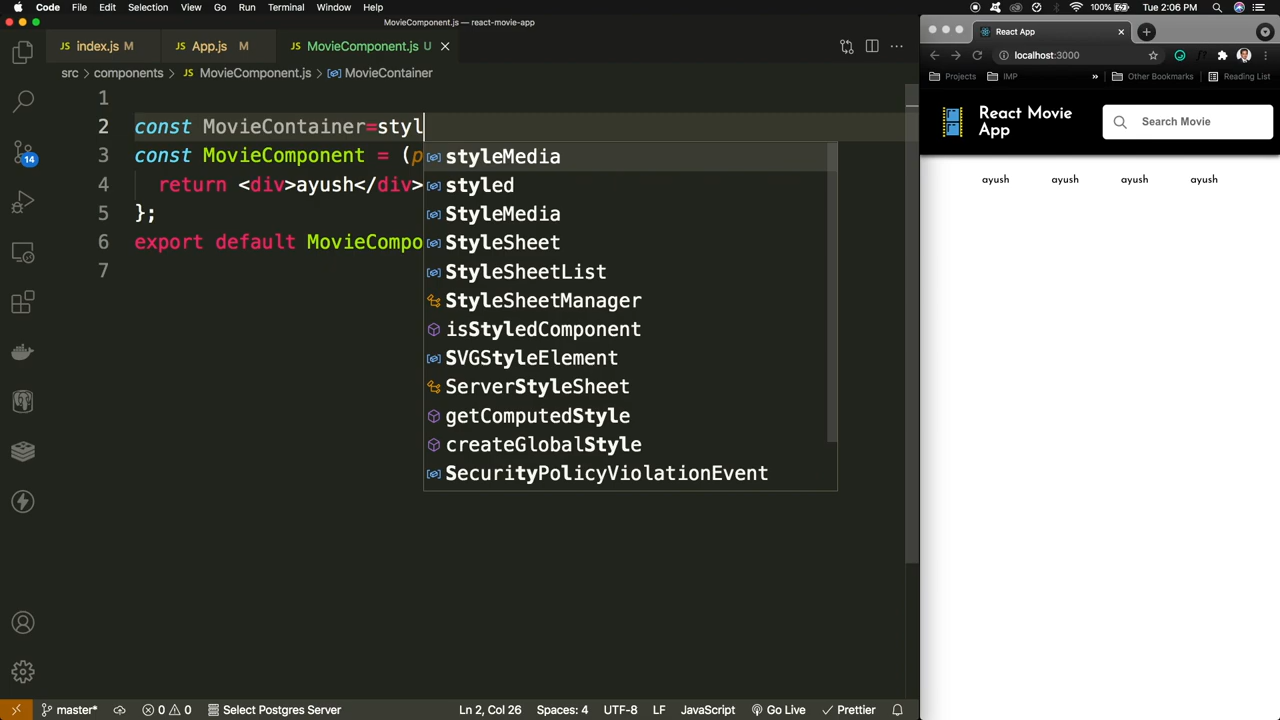 Code File Edit Selection View Go Run Terminal Window Help 100% Tue 2:06 PM
MovieComponent.js — react-movie-app
JS index.js M JS App.js M JS MovieComponent.js U
src > components > JS MovieComponent.js > MovieContainer
1
2 const MovieContainer=styl
3 const MovieComponent = (p
4 return <div>ayush</div>
5 };
6 export default MovieCompo
7
styleMedia
styled
StyleMedia
StyleSheet
StyleSheetList
StyleSheetManager
isStyledComponent
SVGStyleElement
ServerStyleSheet
getComputedStyle
createGlobalStyle
SecurityPolicyViolationEvent
14
master* 0 0 Select Postgres Server Ln 2, Col 26 Spaces: 4 UTF-8 LF JavaScript Go Live Prettier
React App
localhost:3000
Projects IMP » Other Bookmarks Reading List
React Movie
App
Search Movie
ayush ayush ayush ayush